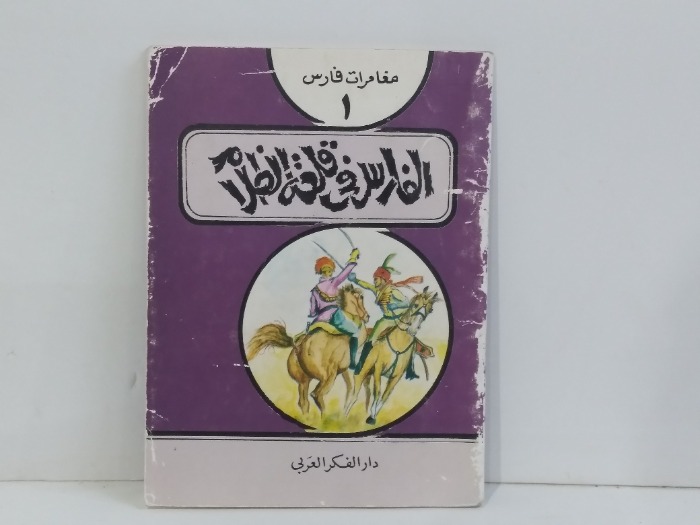 مغامرات فارس
١
الفارس في قلعة الظلام
دار الفكر العربي